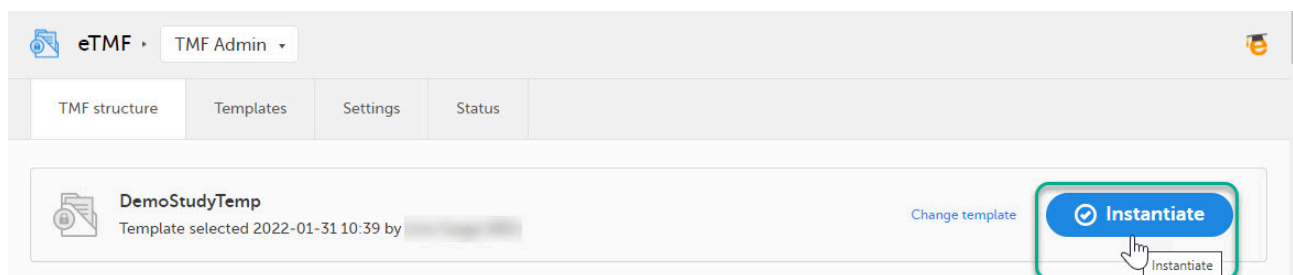 eTMF TMF Admin
TMF structure Templates Settings Status
DemoStudyTemp
Template selected 2022-01-31 10:39 by
Change template
Instantiate
Instantiate